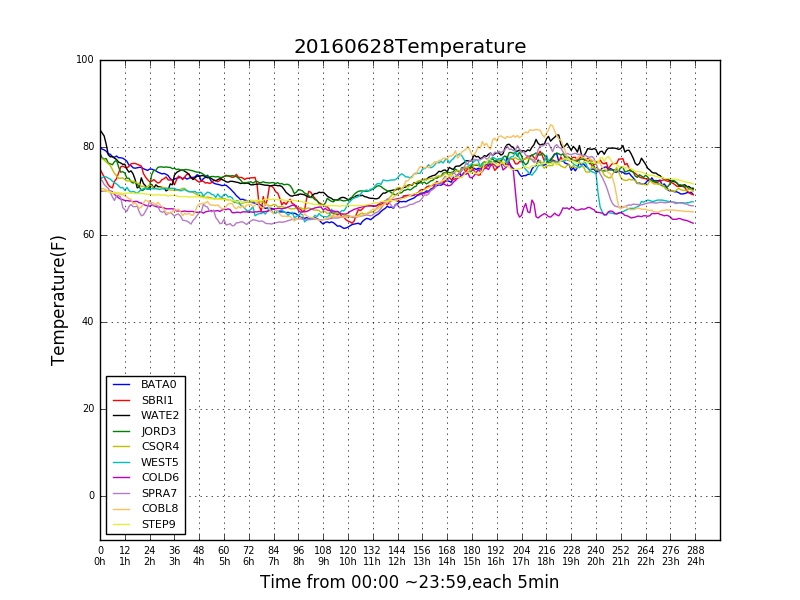 20160628Temperature
Temperature(F)
100
80
60
40
20
0
BATA0
SBRI1
WATE2
JORD3
CSQR4
WEST5
COLD6
SPRA7
COBL8
STEP9
0 12 24 36 48 60 72 84 96 108 120 132 144 156 168 180 192 204 216 228 240 252 264 276 288
0h 1h 2h 3h 4h 5h 6h 7h 8h 9h 10h 11h 12h 13h 14h 15h 16h 17h 18h 19h 20h 21h 22h 23h 24h
Time from 00:00 ~23:59,each 5min